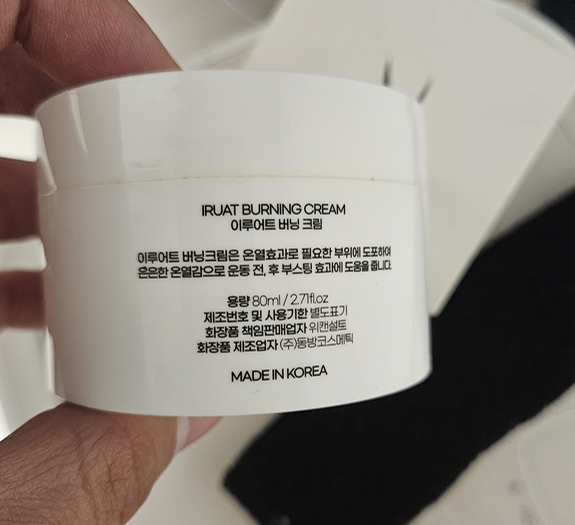 IRUAT BURNING CREAM
이루어트 버닝 크림
이루어트 버닝크림은 온열효과로 필요한 부위에 도포하여
은은한 온열감으로 운동 전, 후 부스팅 효과에 도움을 줍니다.
용량 80ml / 2.71fl.oz
제조번호 및 사용기한 별도표기
화장품 책임판매업자 위캔설트
화장품 제조업자 (주)동방코스메틱
MADE IN KOREA